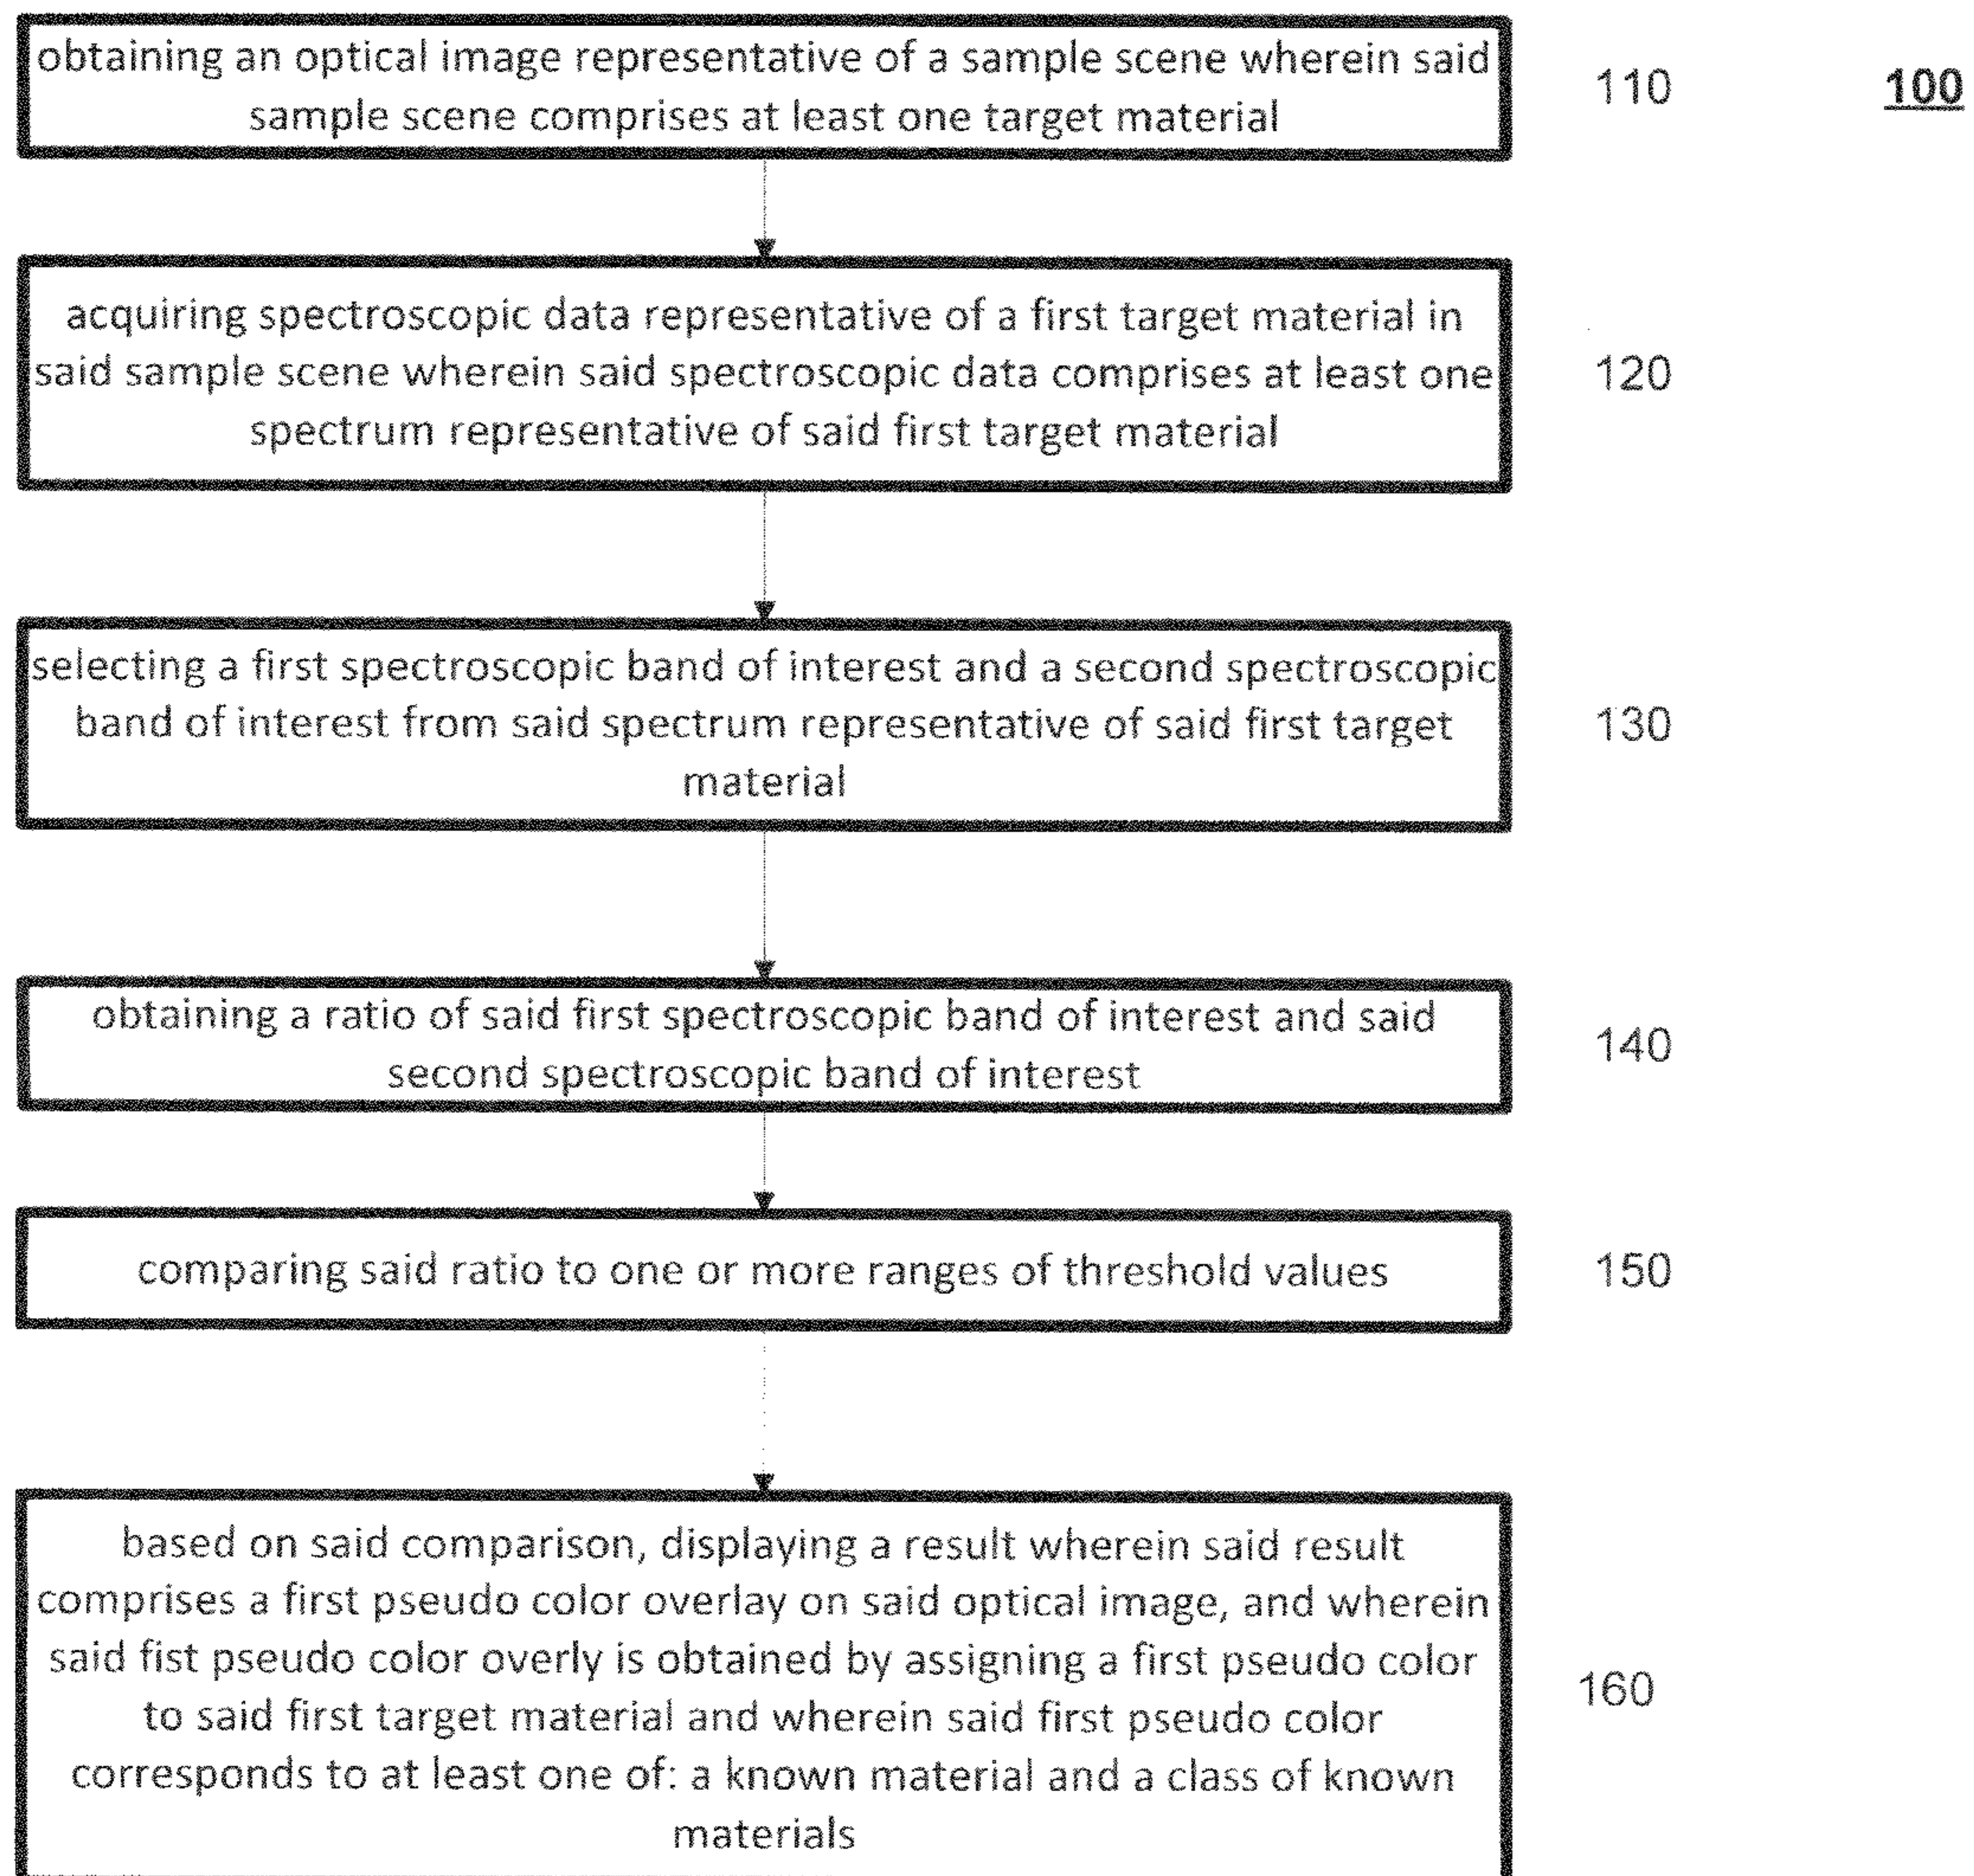 obtaining an optical image representative of a sample scene wherein said
sample scene comprises at least one target material
110
100
acquiring spectroscopic data representative of a first target material in
said sample scene wherein said spectroscopic data comprises at least one
spectrum representative of said first target material
120
selecting a first spectroscopic band of interest and a second spectroscopic
band of interest from said spectrum representative of said first target
material
130
obtaining a ratio of said first spectroscopic band of interest and said
second spectroscopic band of interest
140
comparing said ratio to one or more ranges of threshold values
150
based on said comparison, displaying a result wherein said result
comprises a first pseudo color overlay on said optical image, and wherein
said fist pseudo color overly is obtained by assigning a first pseudo color
to said first target material and wherein said first pseudo color
corresponds to at least one of: a known material and a class of known
materials
160